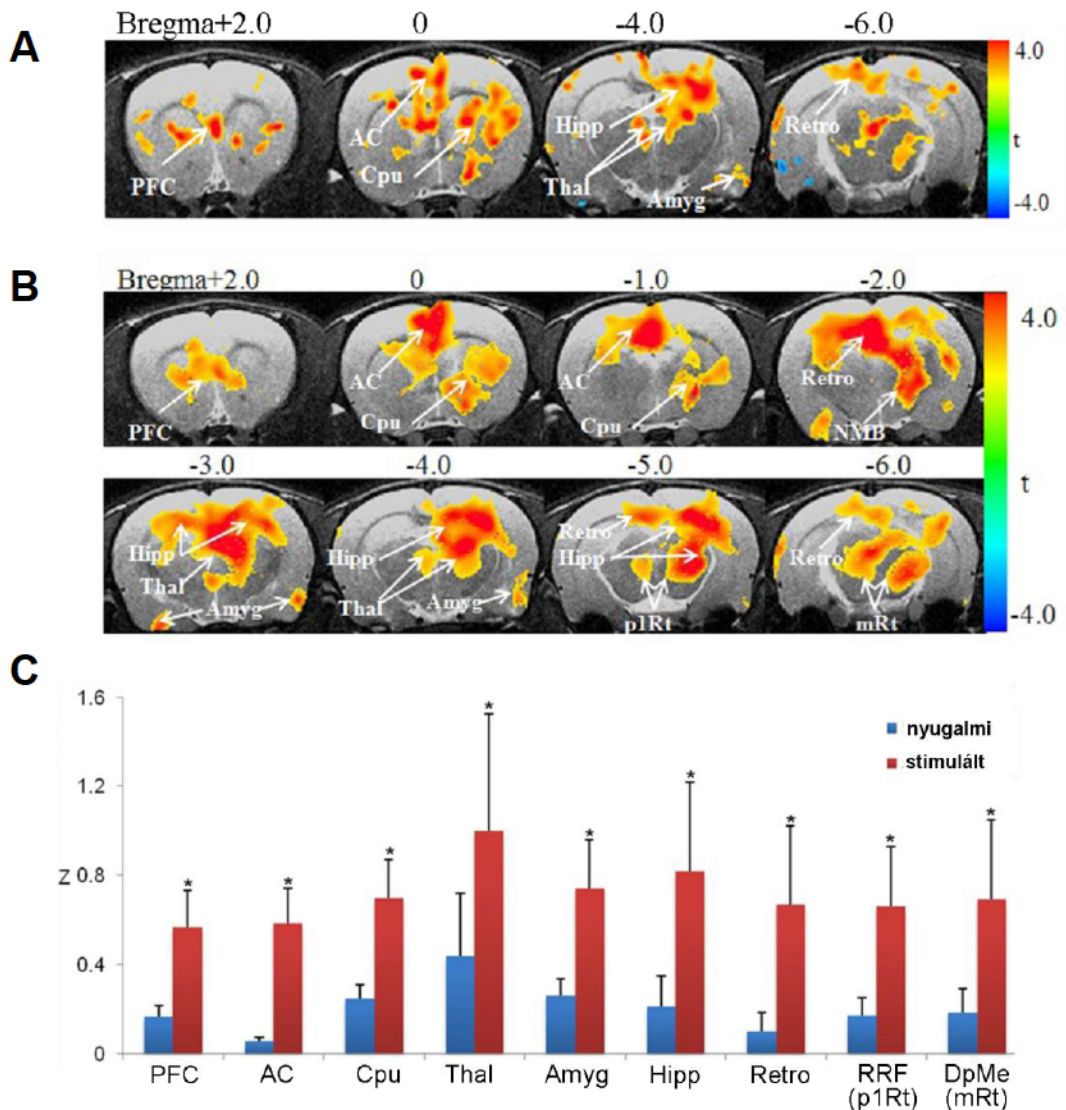 A
Bregma+2.0 0 -4.0 -6.0
PFC
AC
Cpu
Hipp
Thal
Amyg
Retro
4.0
t
-4.0
B
Bregma+2.0 0 -1.0 -2.0
PFC
AC
Cpu
AC
Cpu
Retro
NMB
-3.0 -4.0 -5.0 -6.0
Hipp
Thal
Amyg
Hipp
Thal
Amyg
Retro
Hipp
p1Rt
Retro
mRt
4.0
t
-4.0
C
1.6
1.2
0.8
0.4
0
Z
nyugalmi
stimulált
* * * * * * * * *
PFC AC Cpu Thal Amyg Hipp Retro RRF DpMe
(p1Rt) (mRt)